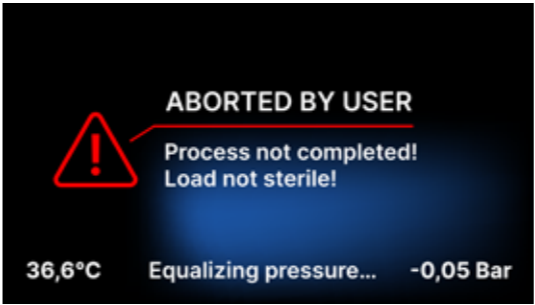 ABORTED BY USER
Process not completed!
Load not sterile!
36,6°C Equalizing pressure... -0,05 Bar